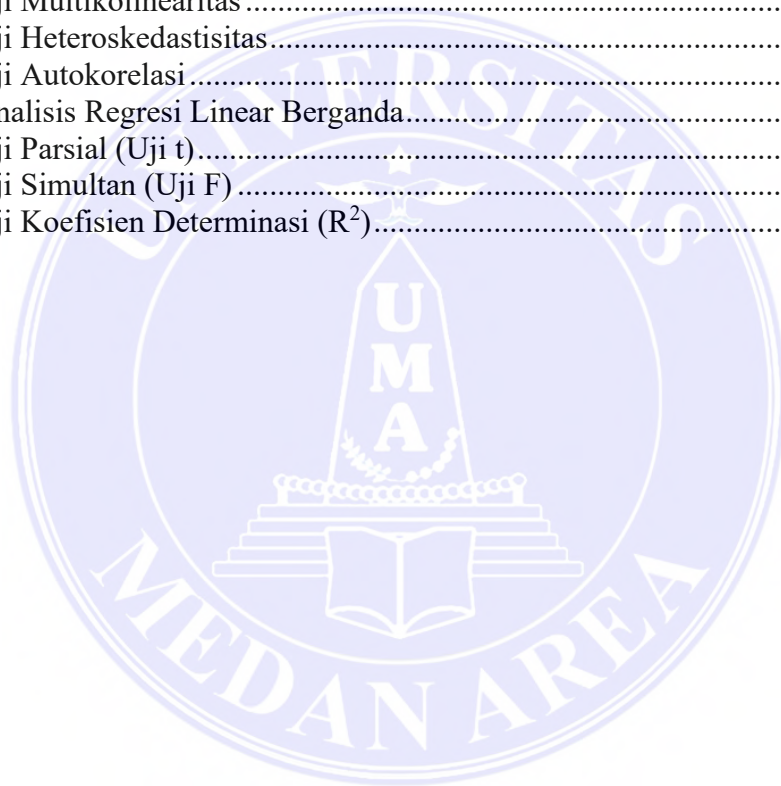 ji Multikolinearitas
ji Heteroskedastisitas
ji Autokorelasi
nalisis Regresi Linear Berganda
ji Parsial (Uji t)
ji Simultan (Uji F)
ji Koefisien Determinasi (R²)
UNIVERSITAS
U
M
A
MEDAN AREA